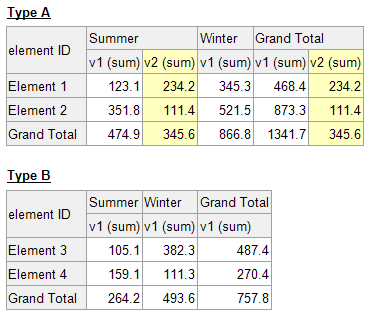 Type A
element ID Summer Winter Grand Total
v1 (sum) v2 (sum) v1 (sum) v1 (sum) v2 (sum)
Element 1 123.1 234.2 345.3 468.4 234.2
Element 2 351.8 111.4 521.5 873.3 111.4
Grand Total 474.9 345.6 866.8 1341.7 345.6
Type B
element ID Summer Winter Grand Total
v1 (sum) v1 (sum) v1 (sum)
Element 3 105.1 382.3 487.4
Element 4 159.1 111.3 270.4
Grand Total 264.2 493.6 757.8